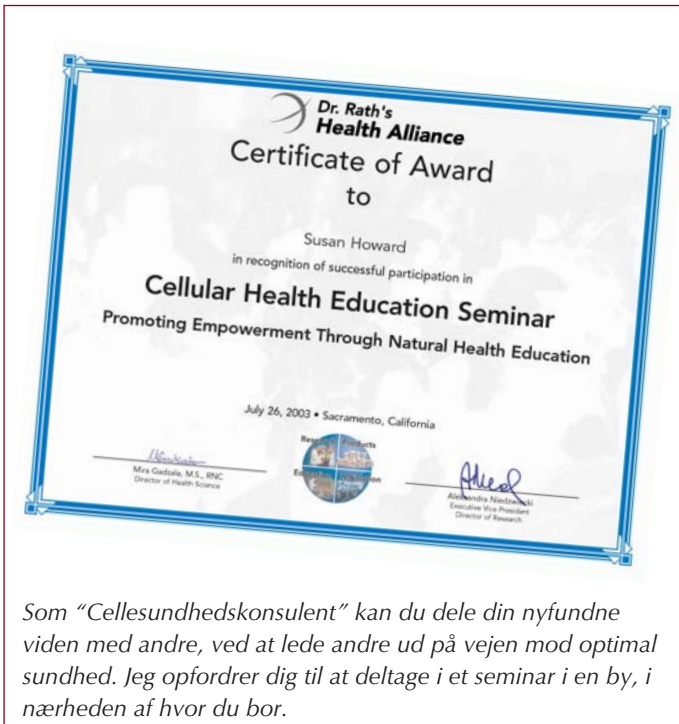 Dr. Rath's
Health Alliance
Certificate of Award
to
Susan Howard
in recognition of successful participation in
Cellular Health Education Seminar
Promoting Empowerment Through Natural Health Education
July 26, 2003 • Sacramento, California
Products
Mira Gadzala, M.S., RNC
Director of Health Science
Aleksandra Niedzwiecki
Executive Vice President
Director of Research
Som “Cellesundhedskonsulent” kan du dele din nyfundne
viden med andre, ved at lede andre ud på vejen mod optimal
sundhed. Jeg opfordrer dig til at deltage i et seminar i en by, i
nærheden af hvor du bor.